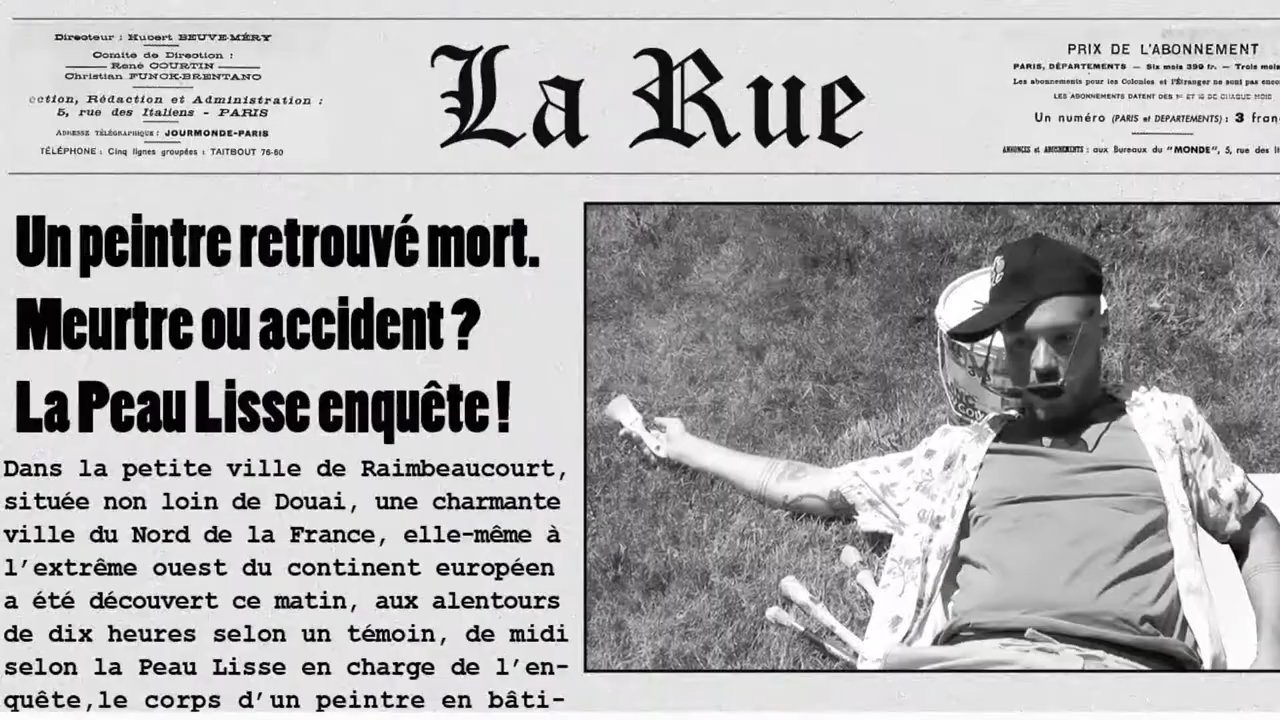 Directeur : Hubert BEUVE-MÉRY
Comité de Direction :
René COURTIN
Christian FUNCK-BRENTANO
ection, Rédaction et Administration :
5, rue des Italiens - PARIS
ADRESSE TÉLÉGRAPHIQUE : JOURMONDE-PARIS
TÉLÉPHONE : Cinq lignes groupées : TAITBOUT 76-60
La Rue
PRIX DE L'ABONNEMENT
PARIS, DÉPARTEMENTS — Six mois 390 fr. — Trois mois
Les abonnements pour les Colonies et l'Étranger ne sont pas enco
LES ABONNEMENTS DATENT DES 1er ET 16 DE CHAQUE MOIS
Un numéro (PARIS et DÉPARTEMENTS) : 3 fran
ANNONCES et ABONNEMENTS : aux Bureaux du "MONDE", 5, rue des It
Un peintre retrouvé mort.
Meurtre ou accident ?
La Peau Lisse enquête !
Dans la petite ville de Raimbeaucourt,
située non loin de Douai, une charmante
ville du Nord de la France, elle-même à
l'extrême ouest du continent européen
a été découvert ce matin, aux alentours
de dix heures selon un témoin, de midi
selon la Peau Lisse en charge de l'en-
quête,le corps d'un peintre en bâti-